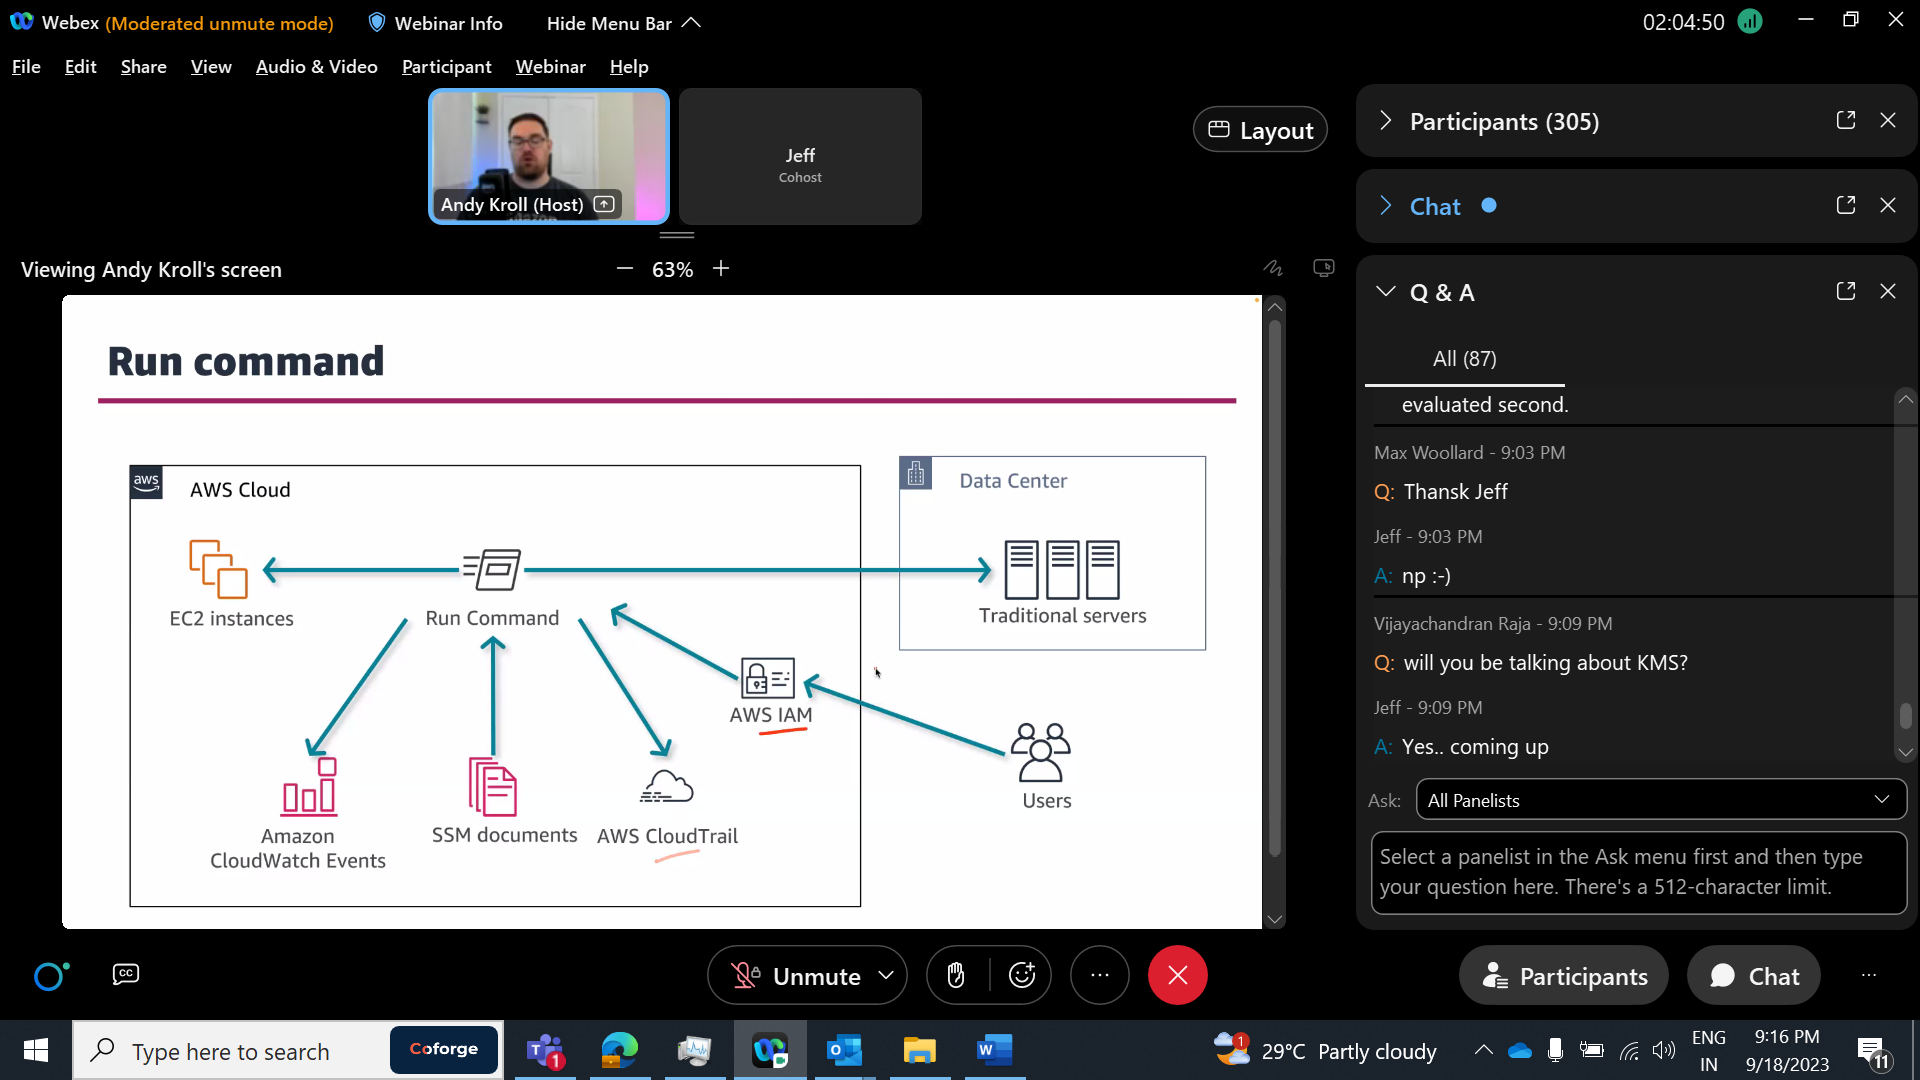 Webex (Moderated unmute mode)
Webinar Info
Hide Menu Bar
02:04:50
File Edit Share View Audio & Video Participant Webinar Help
Andy Kroll (Host)
Jeff
Cohost
Layout
Viewing Andy Kroll's screen
63%
Run command
aws
AWS Cloud
Data Center
EC2 instances
Run Command
Traditional servers
AWS IAM
Amazon
CloudWatch Events
SSM documents
AWS CloudTrail
Users
Participants (305)
Chat
Q & A
All (87)
evaluated second.
Max Woollard - 9:03 PM
Q: Thansk Jeff
Jeff - 9:03 PM
A: np :-)
Vijayachandran Raja - 9:09 PM
Q: will you be talking about KMS?
Jeff - 9:09 PM
A: Yes.. coming up
Ask: All Panelists
Select a panelist in the Ask menu first and then type
your question here. There's a 512-character limit.
CC
Unmute
Participants
Chat
Type here to search
Coforge
1
1
29°C Partly cloudy
ENG
IN
9:16 PM
9/18/2023
11